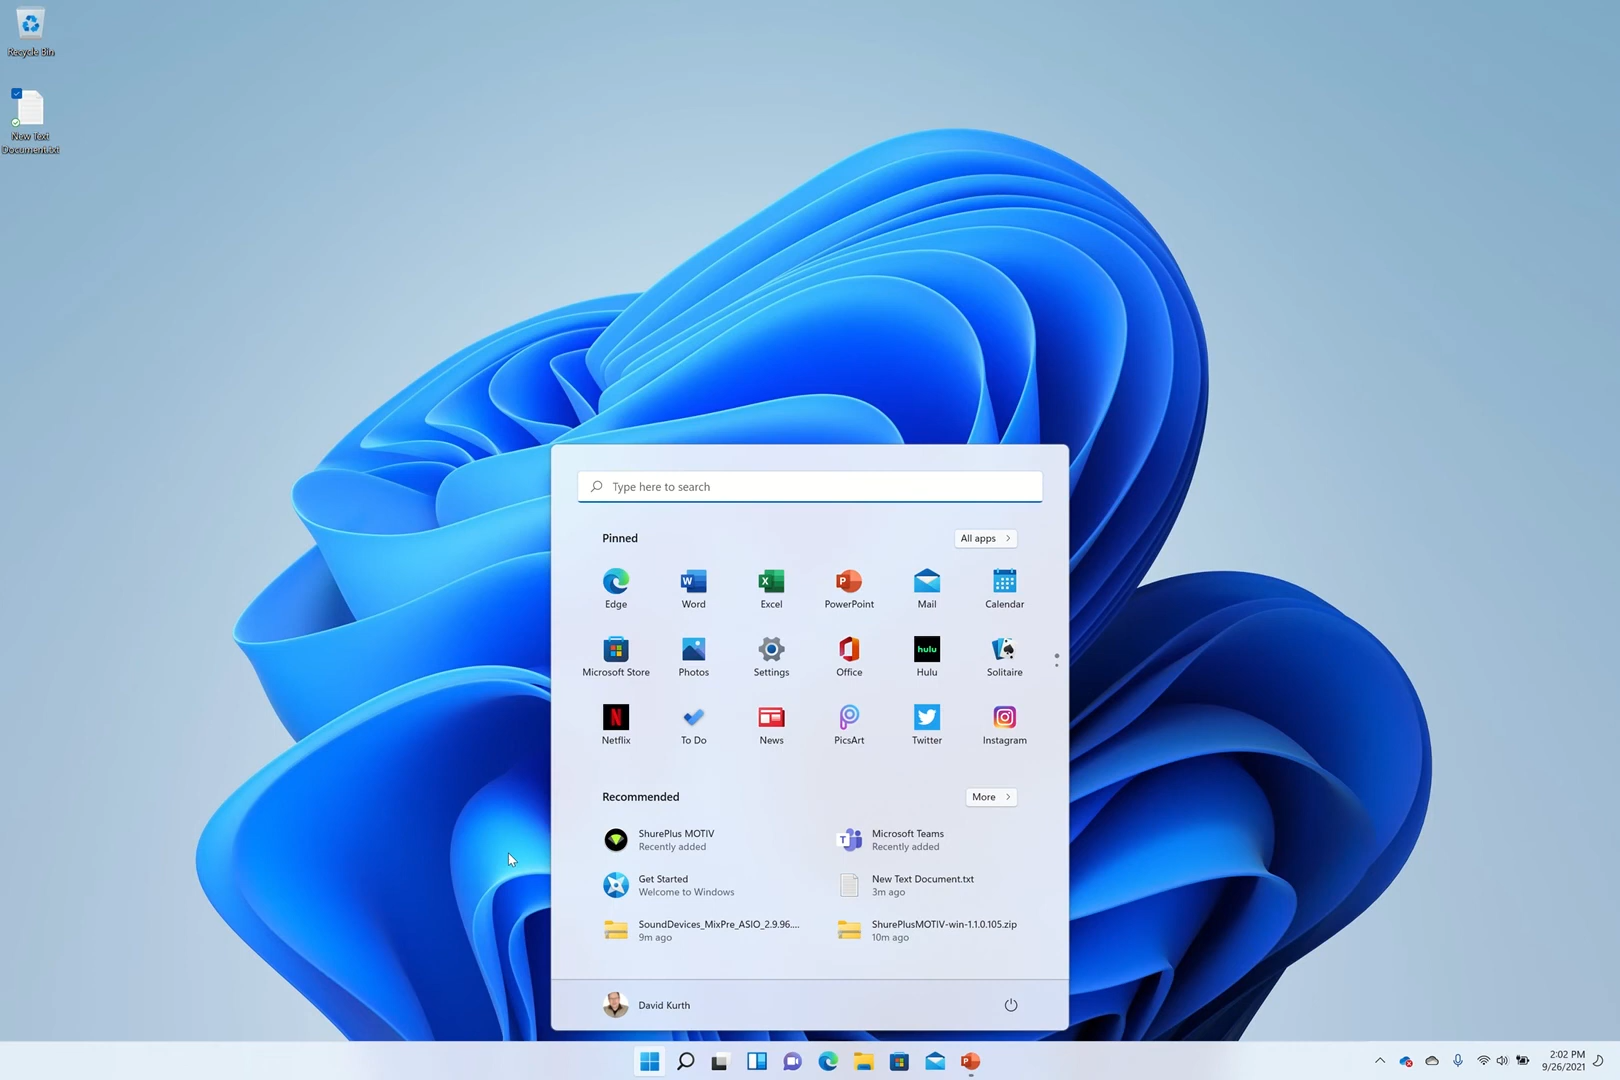 Recycle Bin
New Text
Document.txt
Type here to search
Pinned
All apps
Edge
Word
Excel
PowerPoint
Mail
Calendar
Microsoft Store
Photos
Settings
Office
hulu
Hulu
Solitaire
Netflix
To Do
News
PicsArt
Twitter
Instagram
Recommended
More
ShurePlus MOTIV
Recently added
Microsoft Teams
Recently added
Get Started
Welcome to Windows
New Text Document.txt
3m ago
SoundDevices_MixPre_ASIO_2.9.96....
9m ago
ShurePlusMOTIV-win-1.1.0.105.zip
10m ago
David Kurth
2:02 PM
9/26/2021